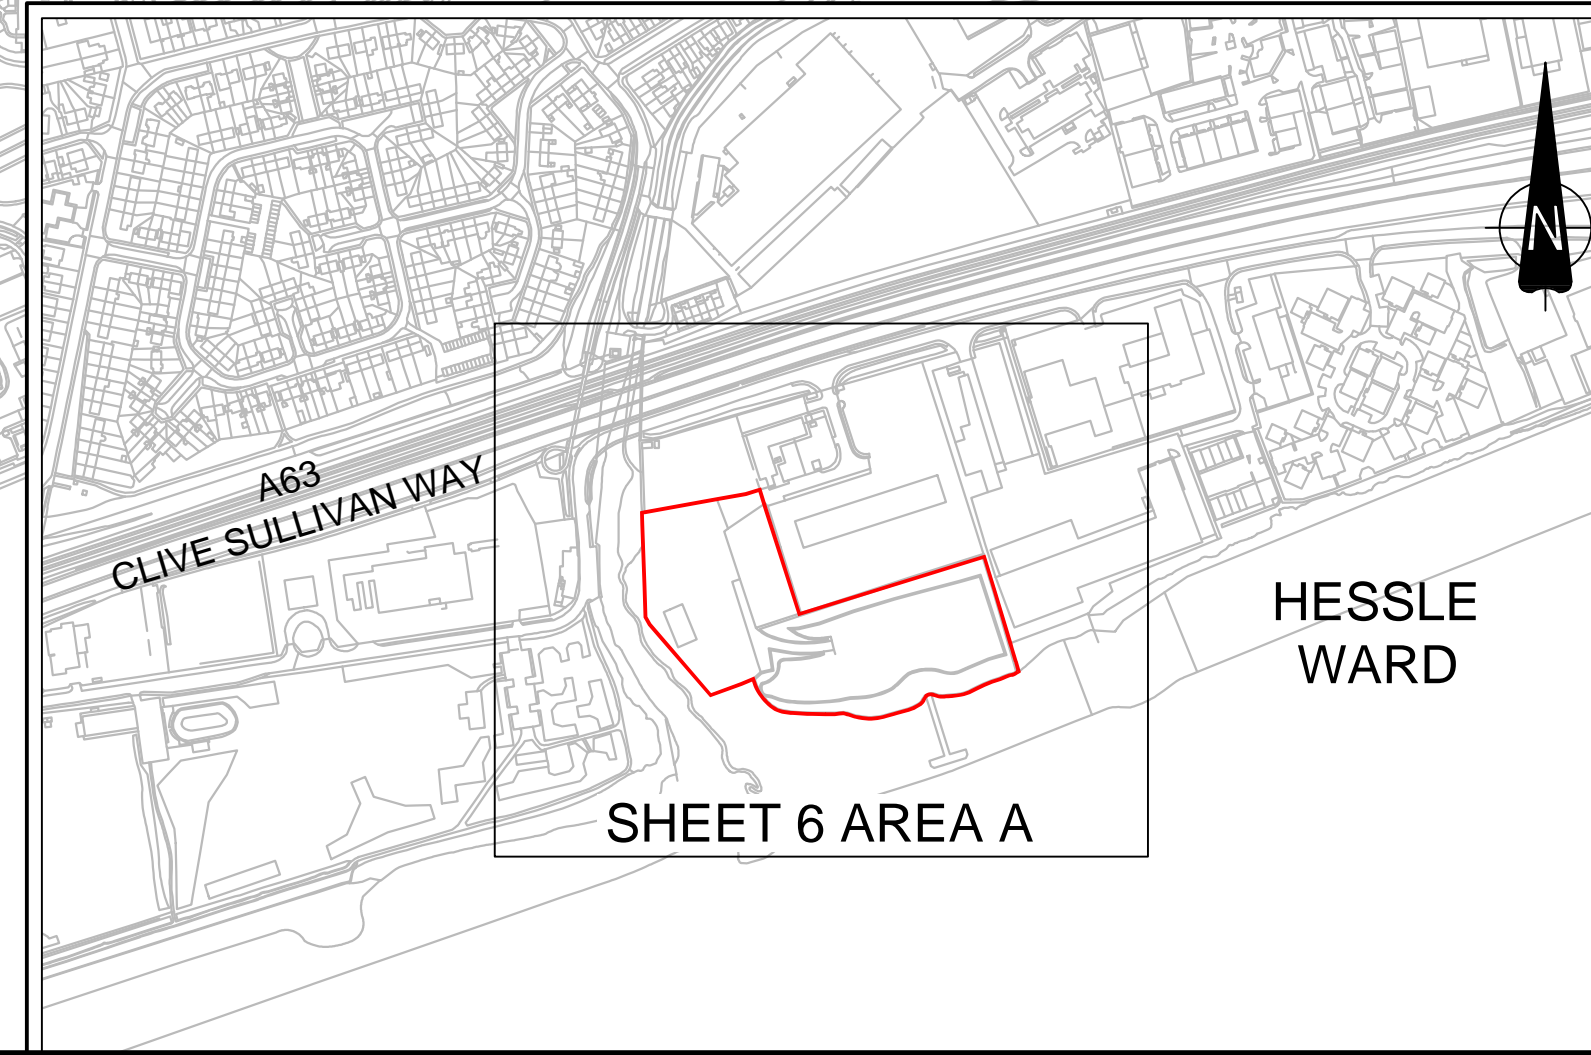 N
A63
CLIVE SULLIVAN WAY
HESSLE
WARD
SHEET 6 AREA A